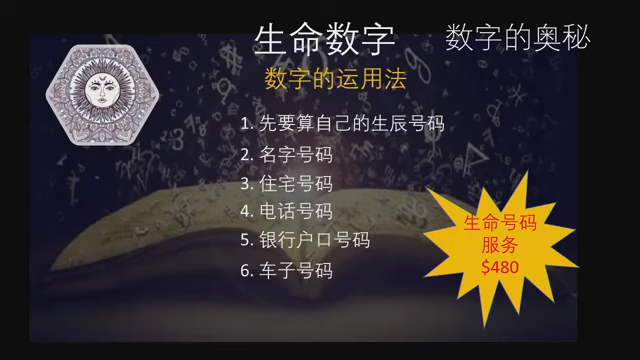 生命数字
数字的奥秘
数字的运用法
1. 先要算自己的生辰号码
2. 名字号码
3. 住宅号码
4. 电话号码
5. 银行户口号码
6. 车子号码
生命号码
服务
$480